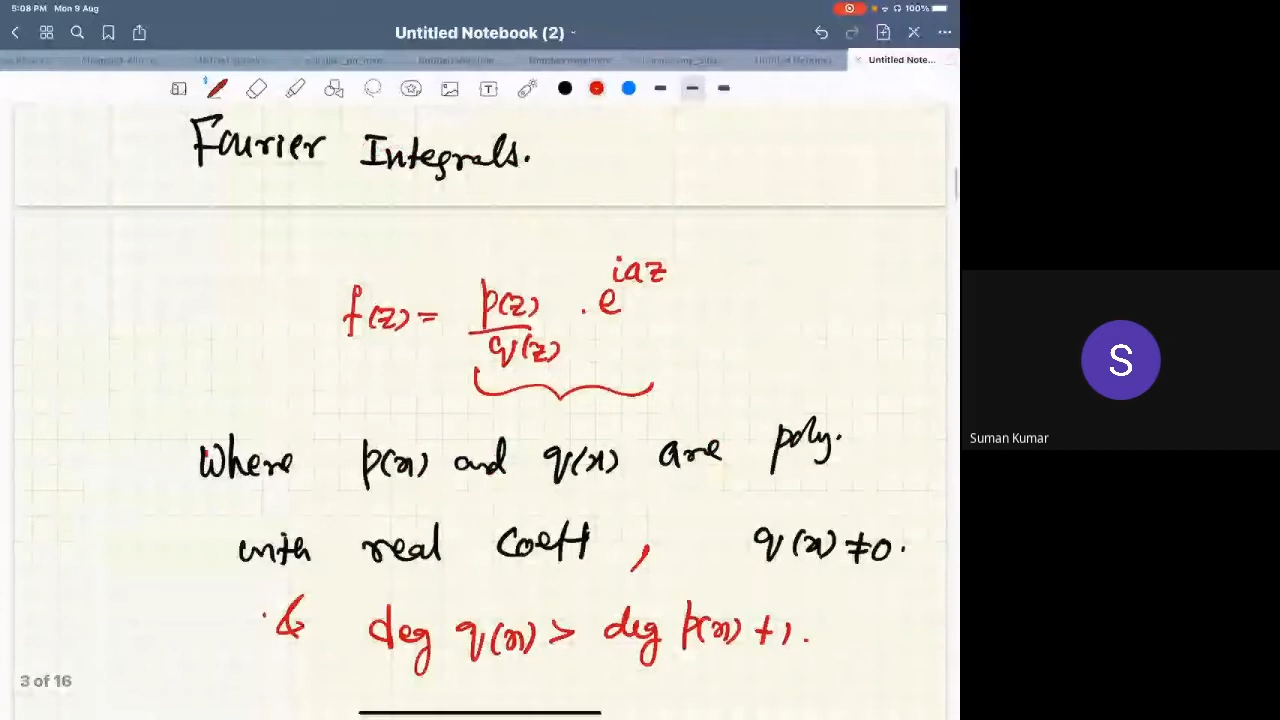 5:08 PM Mon 9 Aug
100%
Untitled Notebook (2)
Untitled Note...
Fourier Integrals.
f(z) = p(z)/q(z) . e^{iaz}
Where p(x) and q(x) are poly.
with real coeff , q(x) ≠ 0.
& deg q(x) > deg p(x) + 1.
3 of 16
S
Suman Kumar